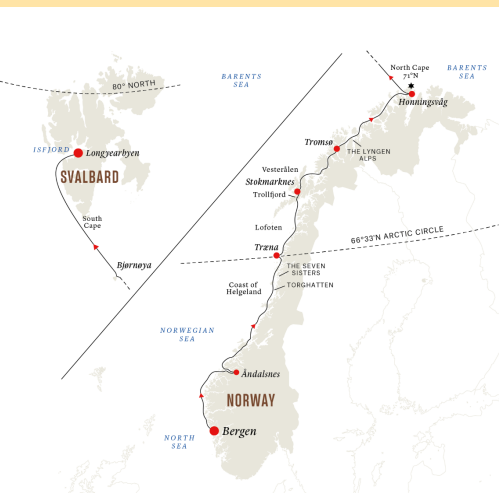 North Cape
71°N
BARENTS
SEA
BARENTS
SEA
80° NORTH
Honningsvåg
Tromsø
THE LYNGEN
ALPS
ISFJORD
Longyearbyen
SVALBARD
Vesterålen
Stokmarknes
Trollfjord
South
Cape
Lofoten
66°33'N ARCTIC CIRCLE
Træna
Bjørnøya
THE SEVEN
SISTERS
TORGHATTEN
Coast of
Helgeland
NORWEGIAN
SEA
Åndalsnes
NORWAY
Bergen
NORTH
SEA